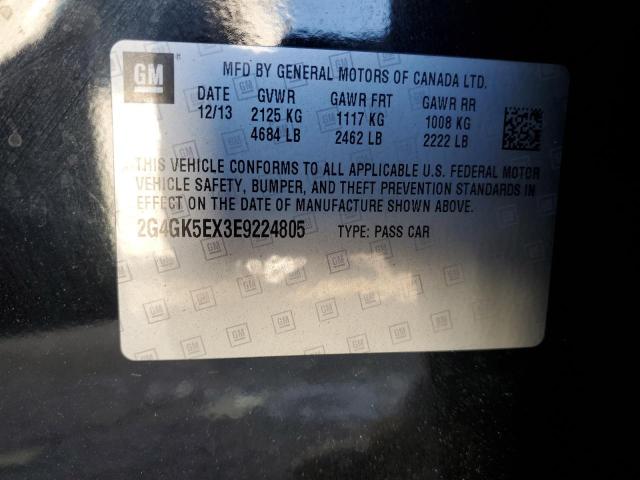 GM
MFD BY GENERAL MOTORS OF CANADA LTD.
DATE GVWR GAWR FRT GAWR RR
12/13 2125 KG 1117 KG 1008 KG
4684 LB 2462 LB 2222 LB
THIS VEHICLE CONFORMS TO ALL APPLICABLE U.S. FEDERAL MOTOR
VEHICLE SAFETY, BUMPER, AND THEFT PREVENTION STANDARDS IN
EFFECT ON THE DATE OF MANUFACTURE SHOWN ABOVE.
2G4GK5EX3E9224805 TYPE: PASS CAR